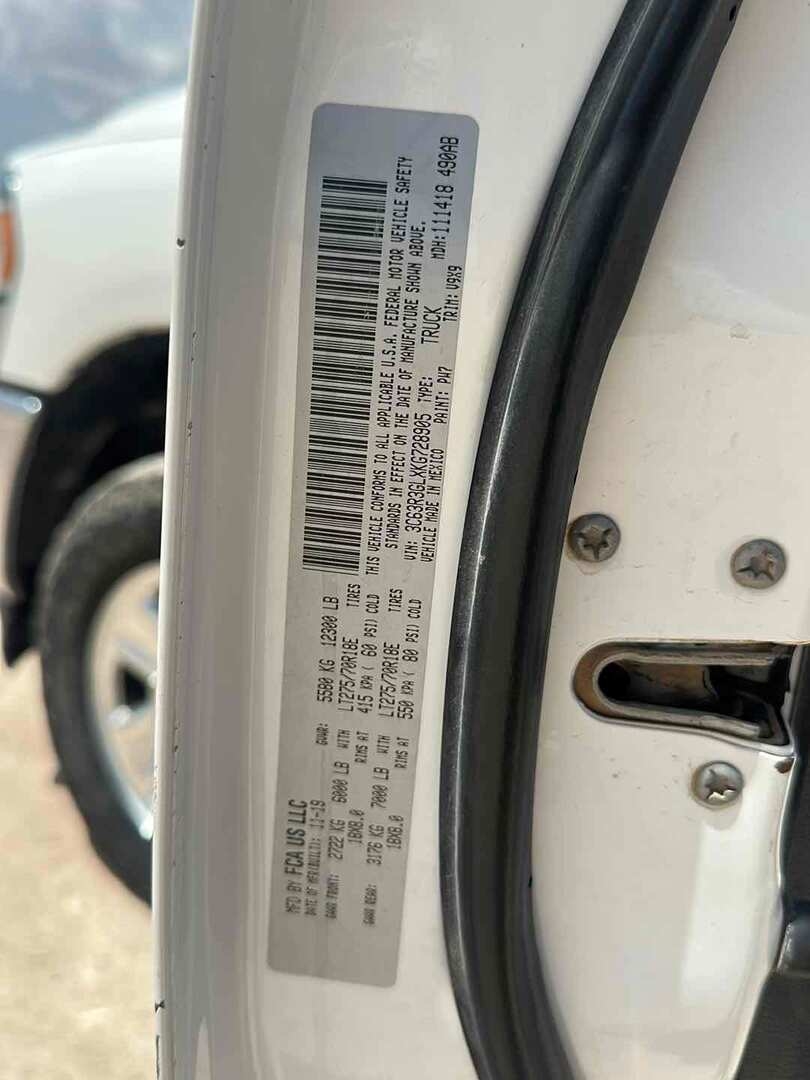 MFD BY FCA US LLC
DATE OF MFR(BUILT): 11-19 GVWR: 5580 KG 12300 LB
GAWR FRONT: 2722 KG 6000 LB WITH LT275/70R18E TIRES
18X8.0 RIMS AT 415 KPA ( 60 PSI) COLD
GAWR REAR: 3176 KG 7000 LB WITH LT275/70R18E TIRES
18X8.0 RIMS AT 550 KPA ( 80 PSI) COLD
THIS VEHICLE CONFORMS TO ALL APPLICABLE U.S.A. FEDERAL MOTOR VEHICLE SAFETY
STANDARDS IN EFFECT ON THE DATE OF MANUFACTURE SHOWN ABOVE.
VIN: 3C63R3GLXKG728905 TYPE: TRUCK MDH:111418 490AB
VEHICLE MADE IN MEXICO PAINT: PW7 TRIM: V9X9